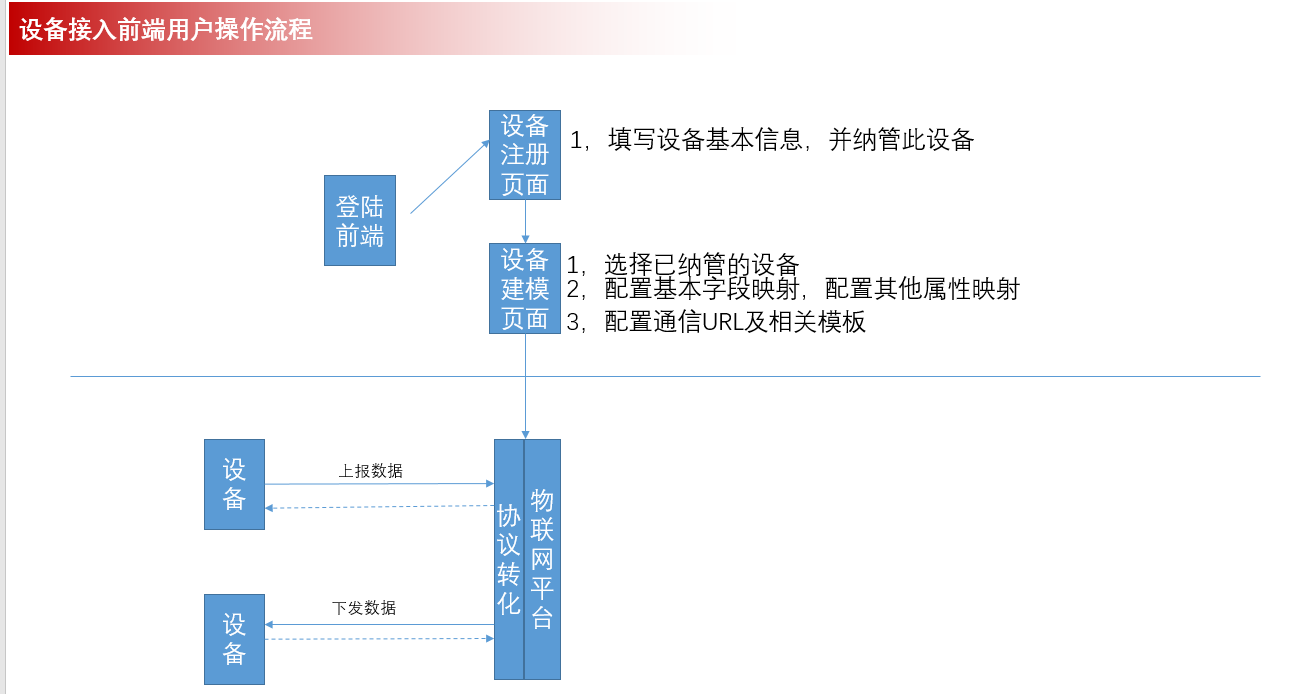 设备接入前端用户操作流程
设备
注册
页面
1，填写设备基本信息，并纳管此设备
登陆
前端
设备
建模
页面
1，选择已纳管的设备
2，配置基本字段映射，配置其他属性映射
3，配置通信URL及相关模板
设
备
上报数据
协
议
转
化
物
联
网
平
台
设
备
下发数据